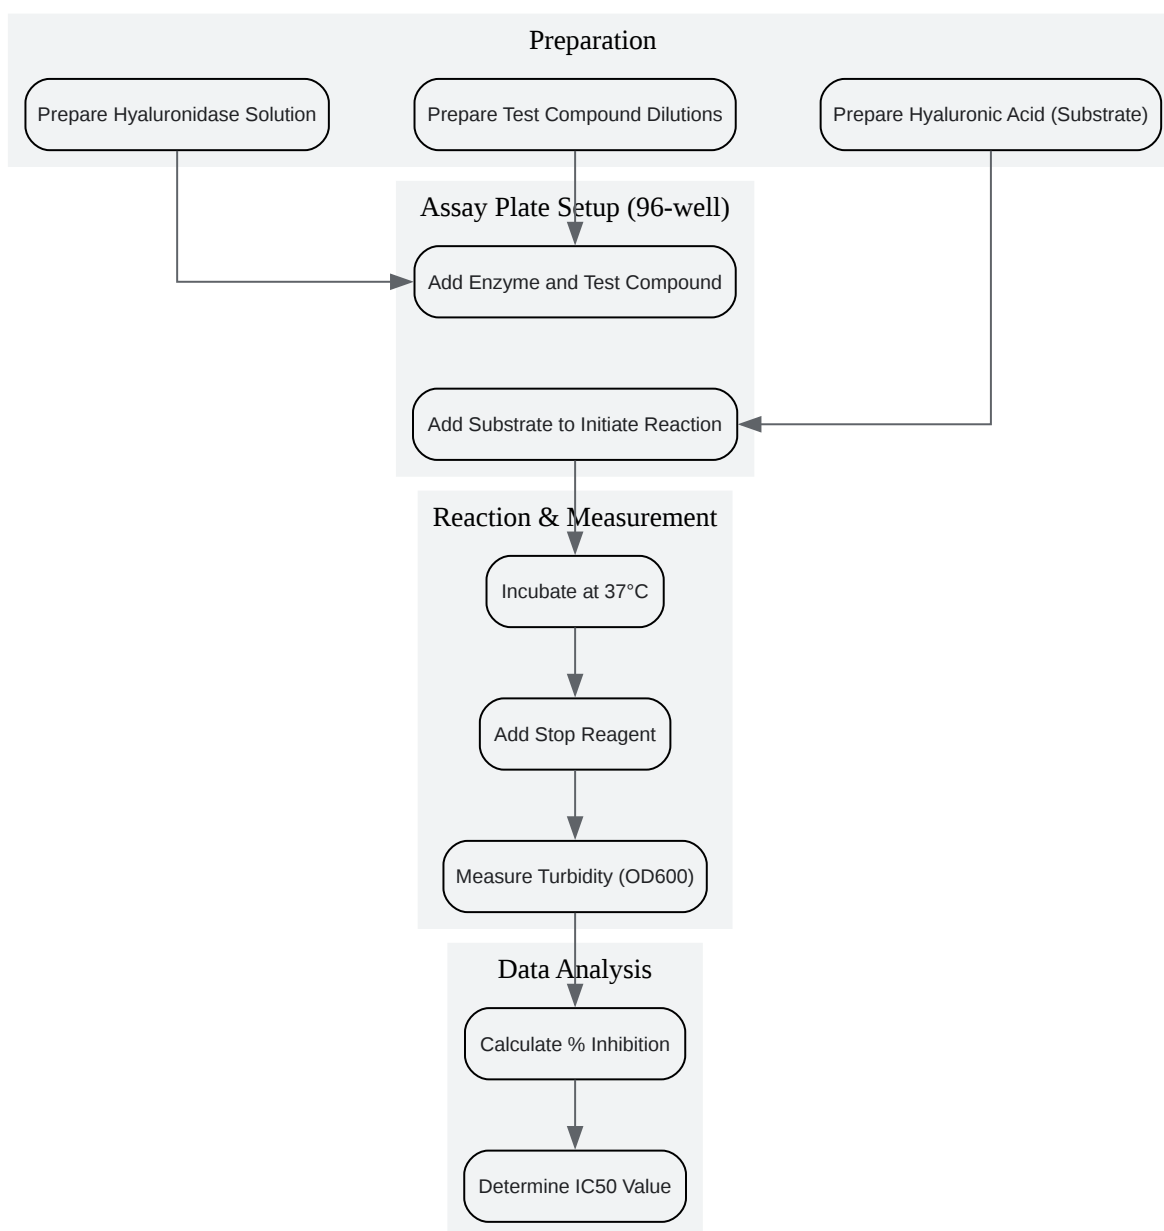 Preparation
Prepare Hyaluronidase Solution
Prepare Test Compound Dilutions
Prepare Hyaluronic Acid (Substrate)
Assay Plate Setup (96-well)
Add Enzyme and Test Compound
Add Substrate to Initiate Reaction
Reaction & Measurement
Incubate at 37°C
Add Stop Reagent
Measure Turbidity (OD600)
Data Analysis
Calculate % Inhibition
Determine IC50 Value